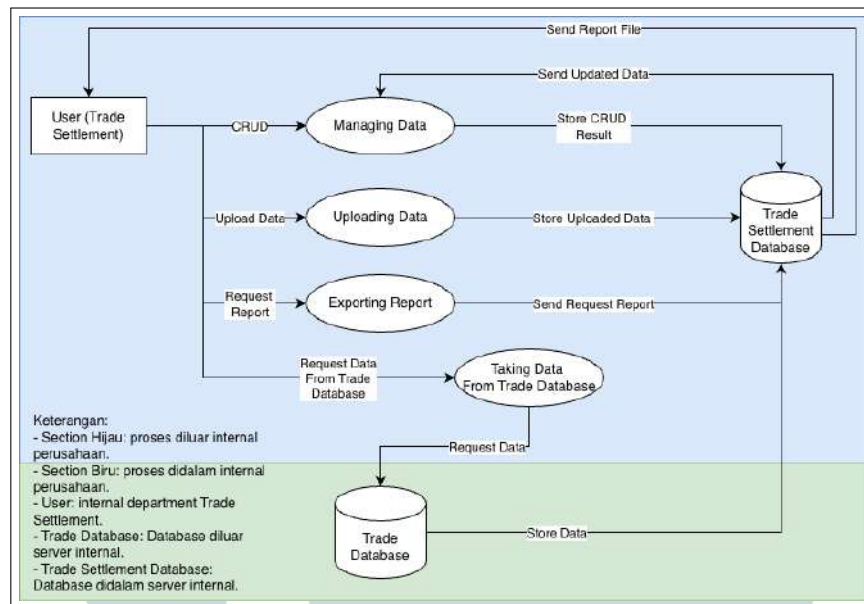 Send Report File
Send Updated Data
User (Trade
Settlement)
CRUD
Managing Data
Store CRUD
Result
Upload Data
Uploading Data
Store Uploaded Data
Trade
Settlement
Database
Request
Report
Exporting Report
Send Request Report
Request Data
From Trade
Database
Taking Data
From Trade Database
Keterangan:
- Section Hijau: proses diluar internal
perusahaan.
- Section Biru: proses didalam internal
perusahaan.
- User: internal department Trade
Settlement.
- Trade Database: Database diluar
server internal.
- Trade Settlement Database:
Database didalam server internal.
Request Data
Trade
Database
Store Data